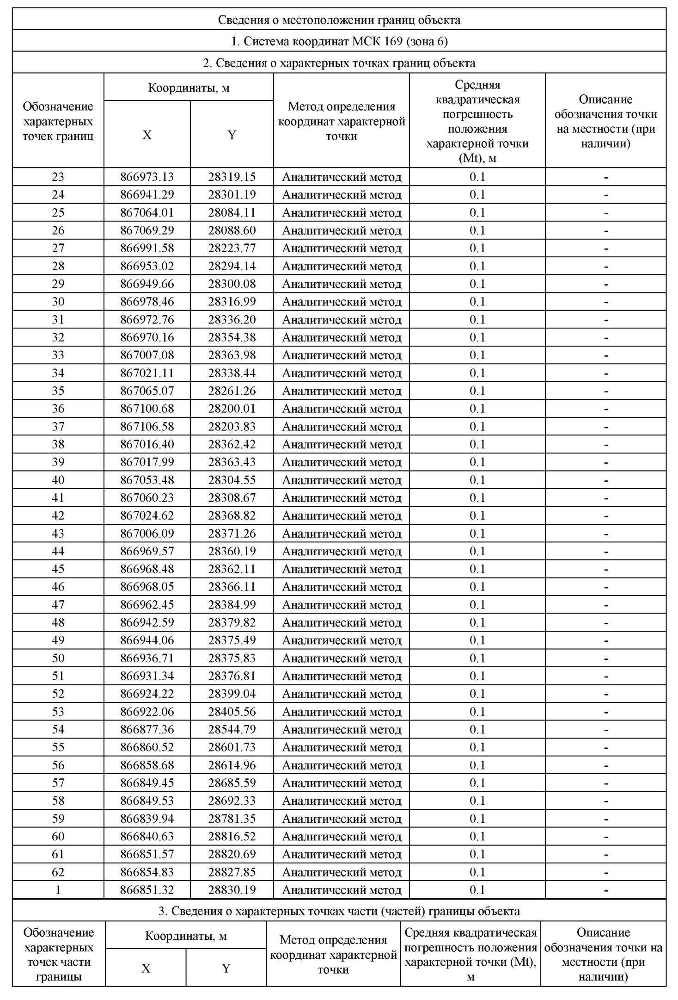 Сведения о местоположении границ объекта
1. Система координат МСК 169 (зона 6)
2. Сведения о характерных точках границ объекта
Обозначение
характерных
точек границ
Координаты, м
X
Y
Метод определения
координат характерной
точки
Средняя
квадратическая
погрешность
положения
характерной точки
(Mt), м
Описание
обозначения точки
на местности (при
наличии)
23 866973.13 28319.15 Аналитический метод 0.1 -
24 866941.29 28301.19 Аналитический метод 0.1 -
25 867064.01 28084.11 Аналитический метод 0.1 -
26 867069.29 28088.60 Аналитический метод 0.1 -
27 866991.58 28223.77 Аналитический метод 0.1 -
28 866953.02 28294.14 Аналитический метод 0.1 -
29 866949.66 28300.08 Аналитический метод 0.1 -
30 866978.46 28316.99 Аналитический метод 0.1 -
31 866972.76 28336.20 Аналитический метод 0.1 -
32 866970.16 28354.38 Аналитический метод 0.1 -
33 867007.08 28363.98 Аналитический метод 0.1 -
34 867021.11 28338.44 Аналитический метод 0.1 -
35 867065.07 28261.26 Аналитический метод 0.1 -
36 867100.68 28200.01 Аналитический метод 0.1 -
37 867106.58 28203.83 Аналитический метод 0.1 -
38 867016.40 28362.42 Аналитический метод 0.1 -
39 867017.99 28363.43 Аналитический метод 0.1 -
40 867053.48 28304.55 Аналитический метод 0.1 -
41 867060.23 28308.67 Аналитический метод 0.1 -
42 867024.62 28368.82 Аналитический метод 0.1 -
43 867006.09 28371.26 Аналитический метод 0.1 -
44 866969.57 28360.19 Аналитический метод 0.1 -
45 866968.48 28362.11 Аналитический метод 0.1 -
46 866968.05 28366.11 Аналитический метод 0.1 -
47 866962.45 28384.99 Аналитический метод 0.1 -
48 866942.59 28379.82 Аналитический метод 0.1 -
49 866944.06 28375.49 Аналитический метод 0.1 -
50 866936.71 28375.83 Аналитический метод 0.1 -
51 866931.34 28376.81 Аналитический метод 0.1 -
52 866924.22 28399.04 Аналитический метод 0.1 -
53 866922.06 28405.56 Аналитический метод 0.1 -
54 866877.36 28544.79 Аналитический метод 0.1 -
55 866860.52 28601.73 Аналитический метод 0.1 -
56 866858.68 28614.96 Аналитический метод 0.1 -
57 866849.45 28685.59 Аналитический метод 0.1 -
58 866849.53 28692.33 Аналитический метод 0.1 -
59 866839.94 28781.35 Аналитический метод 0.1 -
60 866840.63 28816.52 Аналитический метод 0.1 -
61 866851.57 28820.69 Аналитический метод 0.1 -
62 866854.83 28827.85 Аналитический метод 0.1 -
1 866851.32 28830.19 Аналитический метод 0.1 -
3. Сведения о характерных точках части (частей) границы объекта
Обозначение
характерных
точек части
границы
Координаты, м
X
Y
Метод определения
координат характерной
точки
Средняя квадратическая
погрешность положения
характерной точки (Mt),
м
Описание
обозначения точки на
местности (при
наличии)